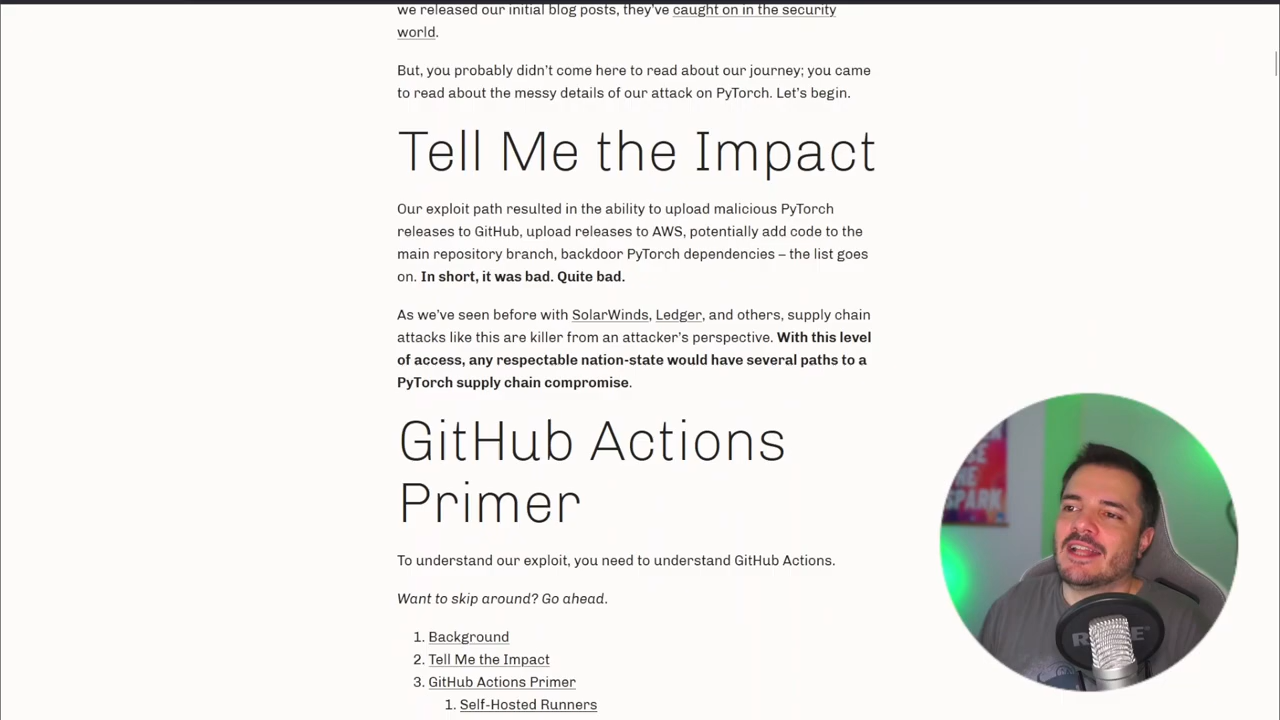 we released our initial blog posts, they've caught on in the security
world.
But, you probably didn't come here to read about our journey; you came
to read about the messy details of our attack on PyTorch. Let's begin.
Tell Me the Impact
Our exploit path resulted in the ability to upload malicious PyTorch
releases to GitHub, upload releases to AWS, potentially add code to the
main repository branch, backdoor PyTorch dependencies – the list goes
on. In short, it was bad. Quite bad.
As we've seen before with SolarWinds, Ledger, and others, supply chain
attacks like this are killer from an attacker's perspective. With this level
of access, any respectable nation-state would have several paths to a
PyTorch supply chain compromise.
GitHub Actions
Primer
To understand our exploit, you need to understand GitHub Actions.
Want to skip around? Go ahead.
1. Background
2. Tell Me the Impact
3. GitHub Actions Primer
1. Self-Hosted Runners
SPARK